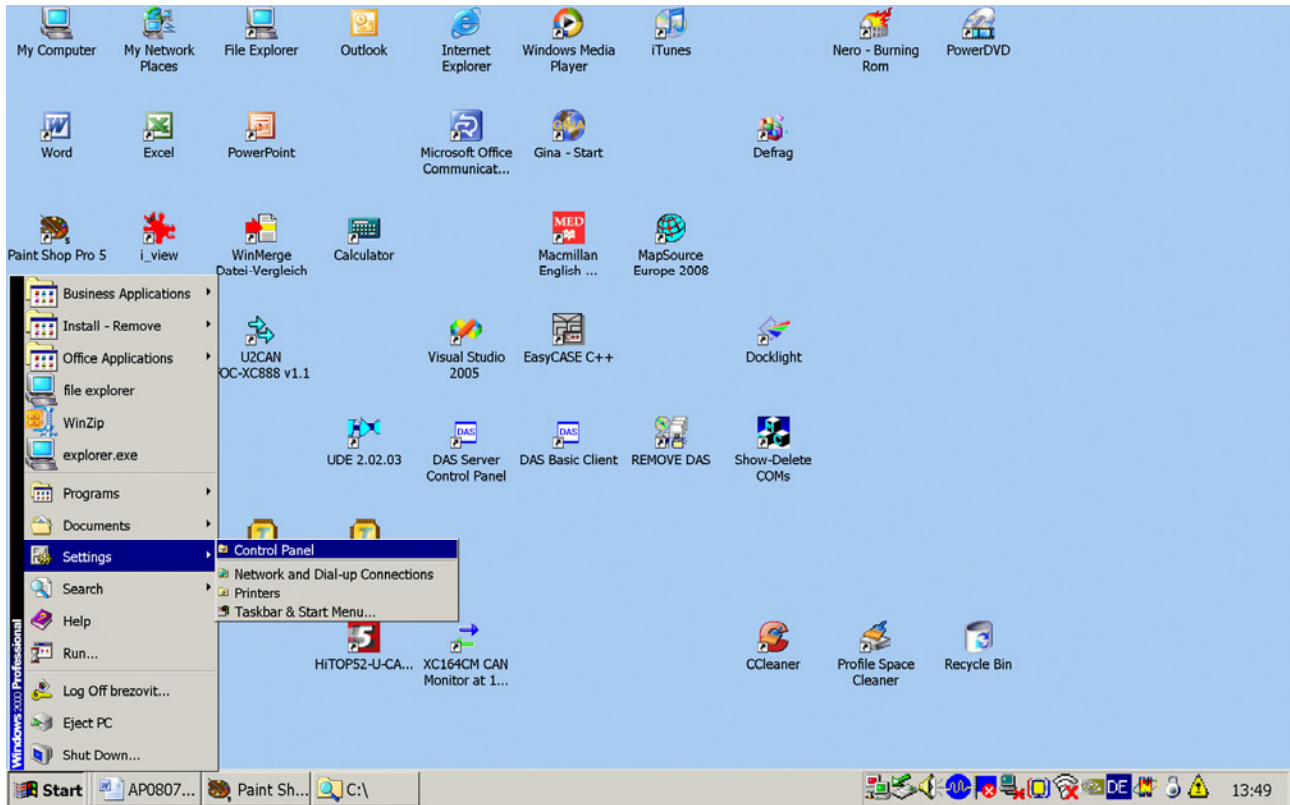 My Computer
My Network
Places
File Explorer
Outlook
Internet
Explorer
Windows Media
Player
iTunes
Nero - Burning
Rom
PowerDVD
Word
Excel
PowerPoint
Microsoft Office
Communicat...
Gina - Start
Defrag
Paint Shop Pro 5
i_view
WinMerge
Datei-Vergleich
Calculator
MED
Macmillan
English ...
MapSource
Europe 2008
U2CAN
OC-XC888 v1.1
Visual Studio
2005
EasyCASE C++
Docklight
UDE 2.02.03
DAS
DAS Server
Control Panel
DAS
DAS Basic Client
REMOVE DAS
Show-Delete
COMs
HiTOP52-U-CA...
XC164CM CAN
Monitor at 1...
CCleaner
Profile Space
Cleaner
Recycle Bin
Business Applications
Install - Remove
Office Applications
file explorer
WinZip
explorer.exe
Programs
Documents
Settings
Search
Help
Run...
Log Off brezovit...
Eject PC
Shut Down...
Windows 2000 Professional
Control Panel
Network and Dial-up Connections
Printers
Taskbar & Start Menu...
Start
AP0807...
Paint Sh...
C:\
DE
13:49